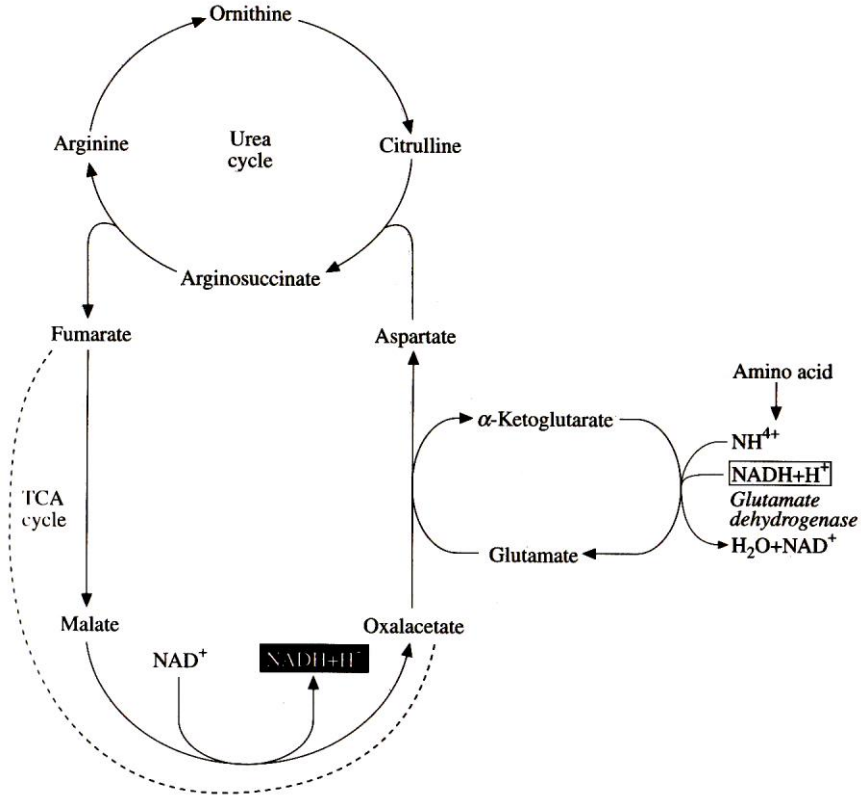 Ornithine
Arginine
Urea
cycle
Citrulline
Arginosuccinate
Fumarate
Aspartate
Amino acid
α-Ketoglutarate
NH⁴⁺
NADH+H⁺
Glutamate
dehydrogenase
H₂O+NAD⁺
TCA
cycle
Glutamate
Malate
Oxalacetate
NAD⁺
NADH+H⁺